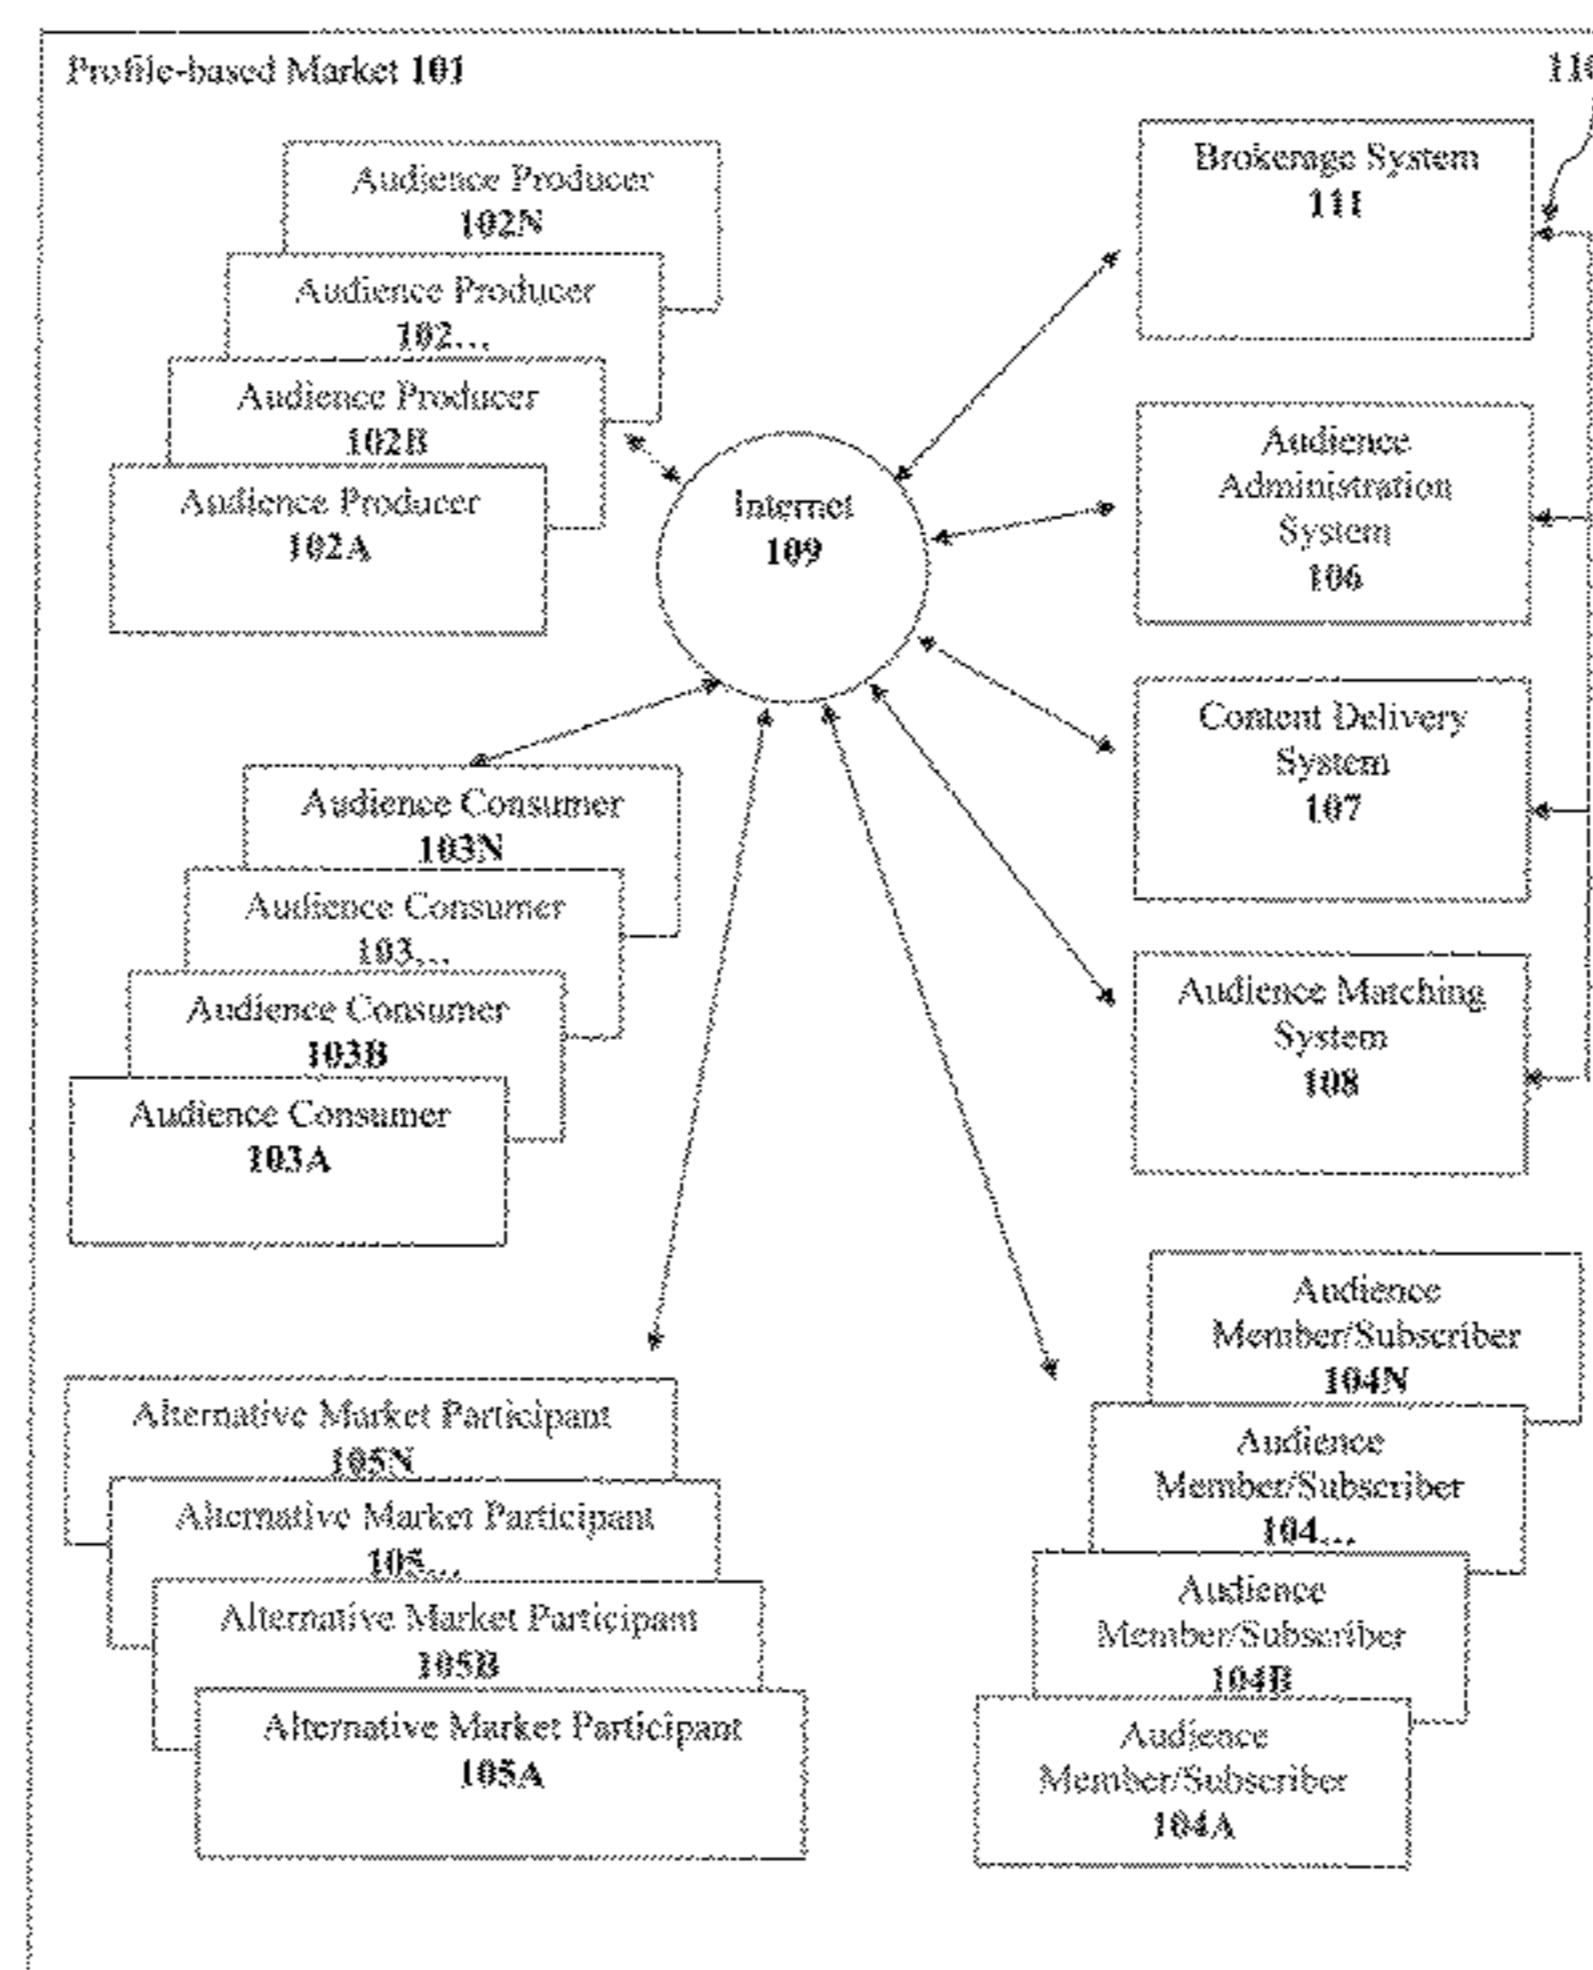 Profile-based Market 101
110
Audience Producer
102N
Audience Producer
102...
Audience Producer
102B
Audience Producer
102A
Brokerage System
111
Internet
109
Audience
Administration
System
106
Content Delivery
System
107
Audience Matching
System
108
Audience Consumer
103N
Audience Consumer
103...
Audience Consumer
103B
Audience Consumer
103A
Alternative Market Participant
105N
Alternative Market Participant
105...
Alternative Market Participant
105B
Alternative Market Participant
105A
Audience
Member/Subscriber
104N
Audience
Member/Subscriber
104...
Audience
Member/Subscriber
104B
Audience
Member/Subscriber
104A